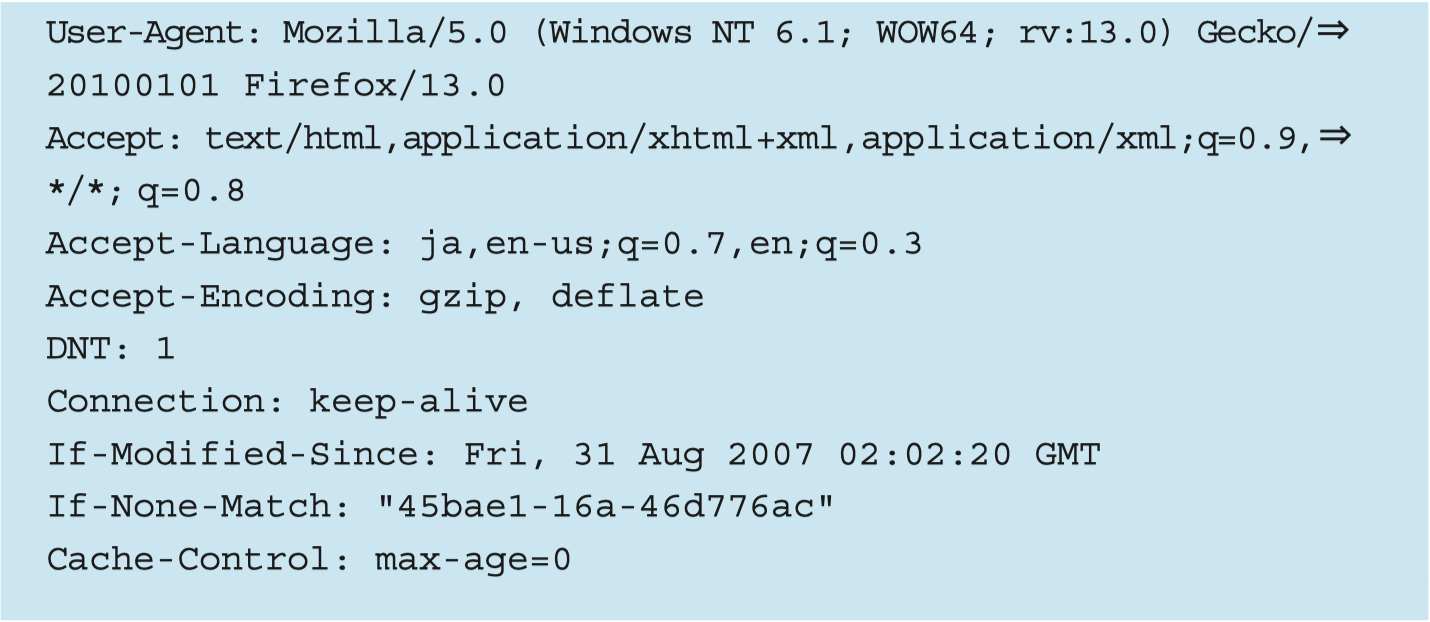 User-Agent: Mozilla/5.0 (Windows NT 6.1; WOW64; rv:13.0) Gecko/⇒
20100101 Firefox/13.0
Accept: text/html,application/xhtml+xml,application/xml;q=0.9,⇒
*/*; q=0.8
Accept-Language: ja,en-us;q=0.7,en;q=0.3
Accept-Encoding: gzip, deflate
DNT: 1
Connection: keep-alive
If-Modified-Since: Fri, 31 Aug 2007 02:02:20 GMT
If-None-Match: "45bae1-16a-46d776ac"
Cache-Control: max-age=0